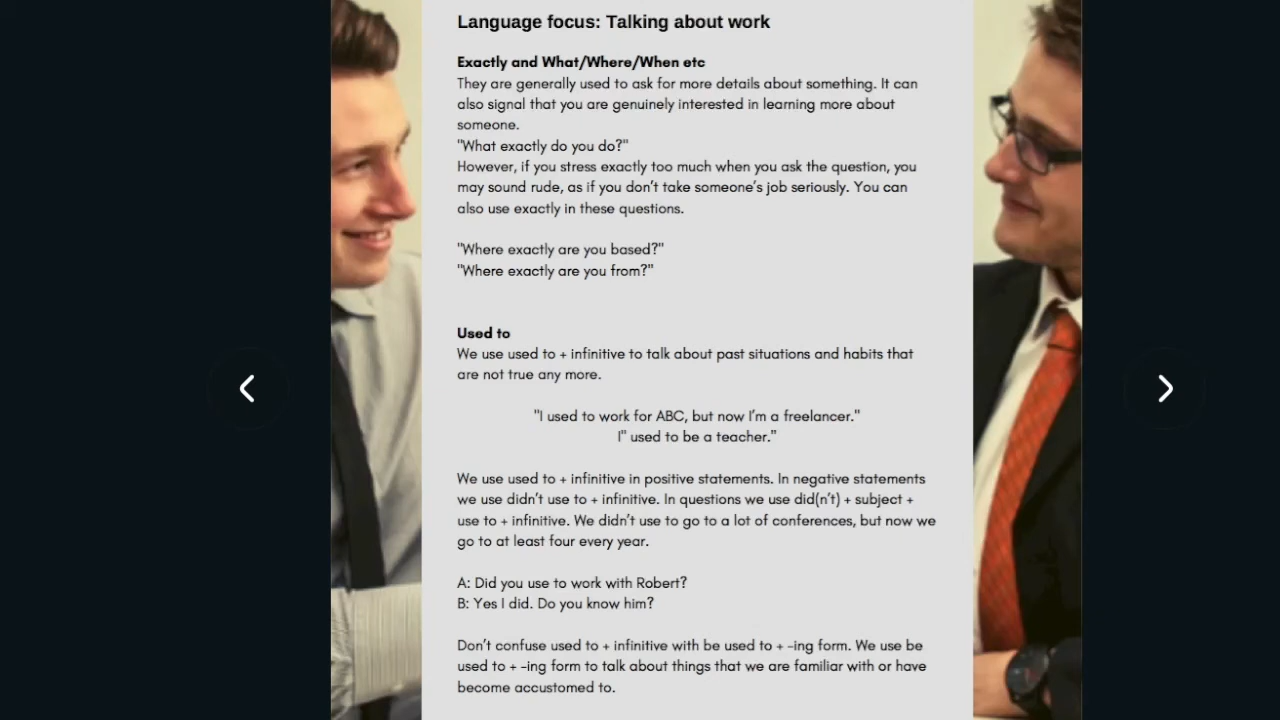 Language focus: Talking about work
Exactly and What/Where/When etc
They are generally used to ask for more details about something. It can
also signal that you are genuinely interested in learning more about
someone.
"What exactly do you do?"
However, if you stress exactly too much when you ask the question, you
may sound rude, as if you don't take someone's job seriously. You can
also use exactly in these questions.
"Where exactly are you based?"
"Where exactly are you from?"
Used to
We use used to + infinitive to talk about past situations and habits that
are not true any more.
"I used to work for ABC, but now I'm a freelancer."
I" used to be a teacher."
We use used to + infinitive in positive statements. In negative statements
we use didn't use to + infinitive. In questions we use did(n't) + subject +
use to + infinitive. We didn't use to go to a lot of conferences, but now we
go to at least four every year.
A: Did you use to work with Robert?
B: Yes I did. Do you know him?
Don't confuse used to + infinitive with be used to + -ing form. We use be
used to + -ing form to talk about things that we are familiar with or have
become accustomed to.